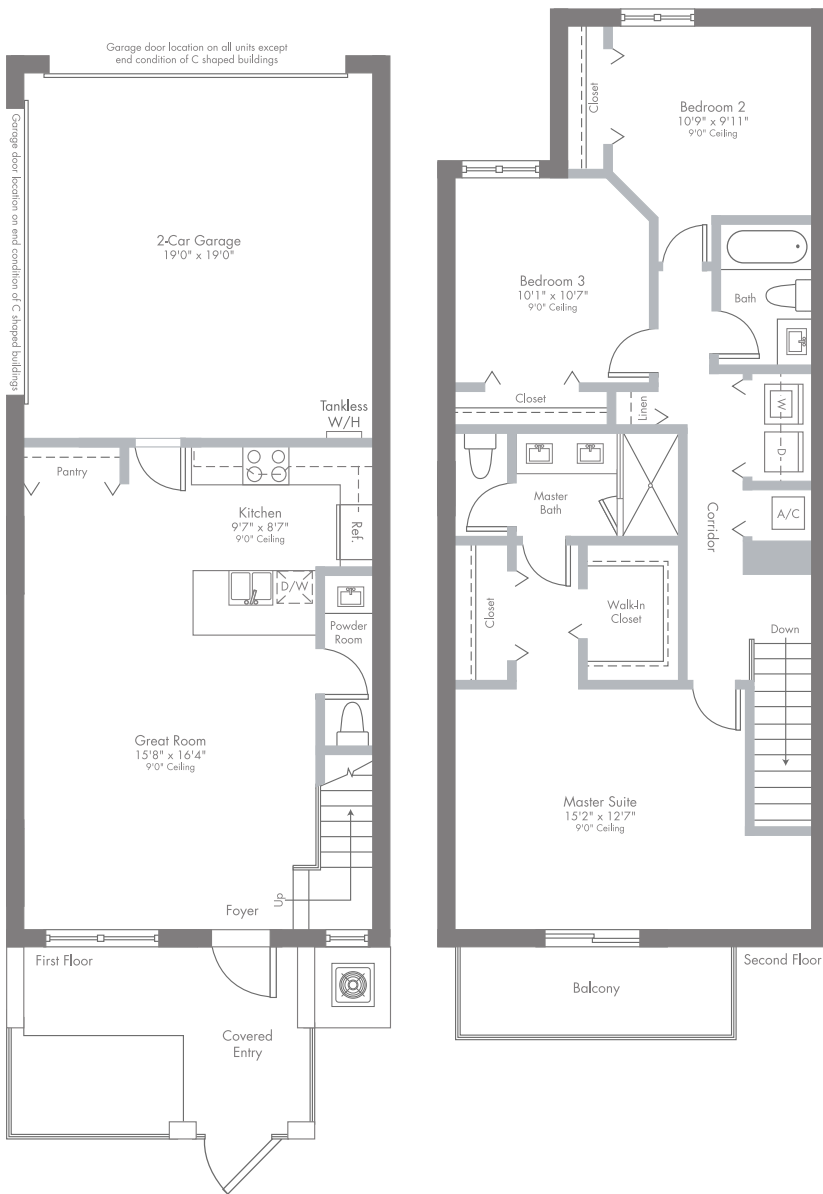 Garage door location on all units except
end condition of C shaped buildings
Garage door location on end condition of C shaped buildings
2-Car Garage
19'0" x 19'0"
Tankless
W/H
Pantry
Kitchen
9'7" x 8'7"
9'0" Ceiling
Ref.
D/W
Powder
Room
Great Room
15'8" x 16'4"
9'0" Ceiling
Up
Foyer
First Floor
Covered
Entry
Closet
Bedroom 2
10'9" x 9'11"
9'0" Ceiling
Bedroom 3
10'1" x 10'7"
9'0" Ceiling
Bath
Closet
Linen
W
D
Master
Bath
Corridor
A/C
Closet
Walk-In
Closet
Down
Master Suite
15'2" x 12'7"
9'0" Ceiling
Second Floor
Balcony